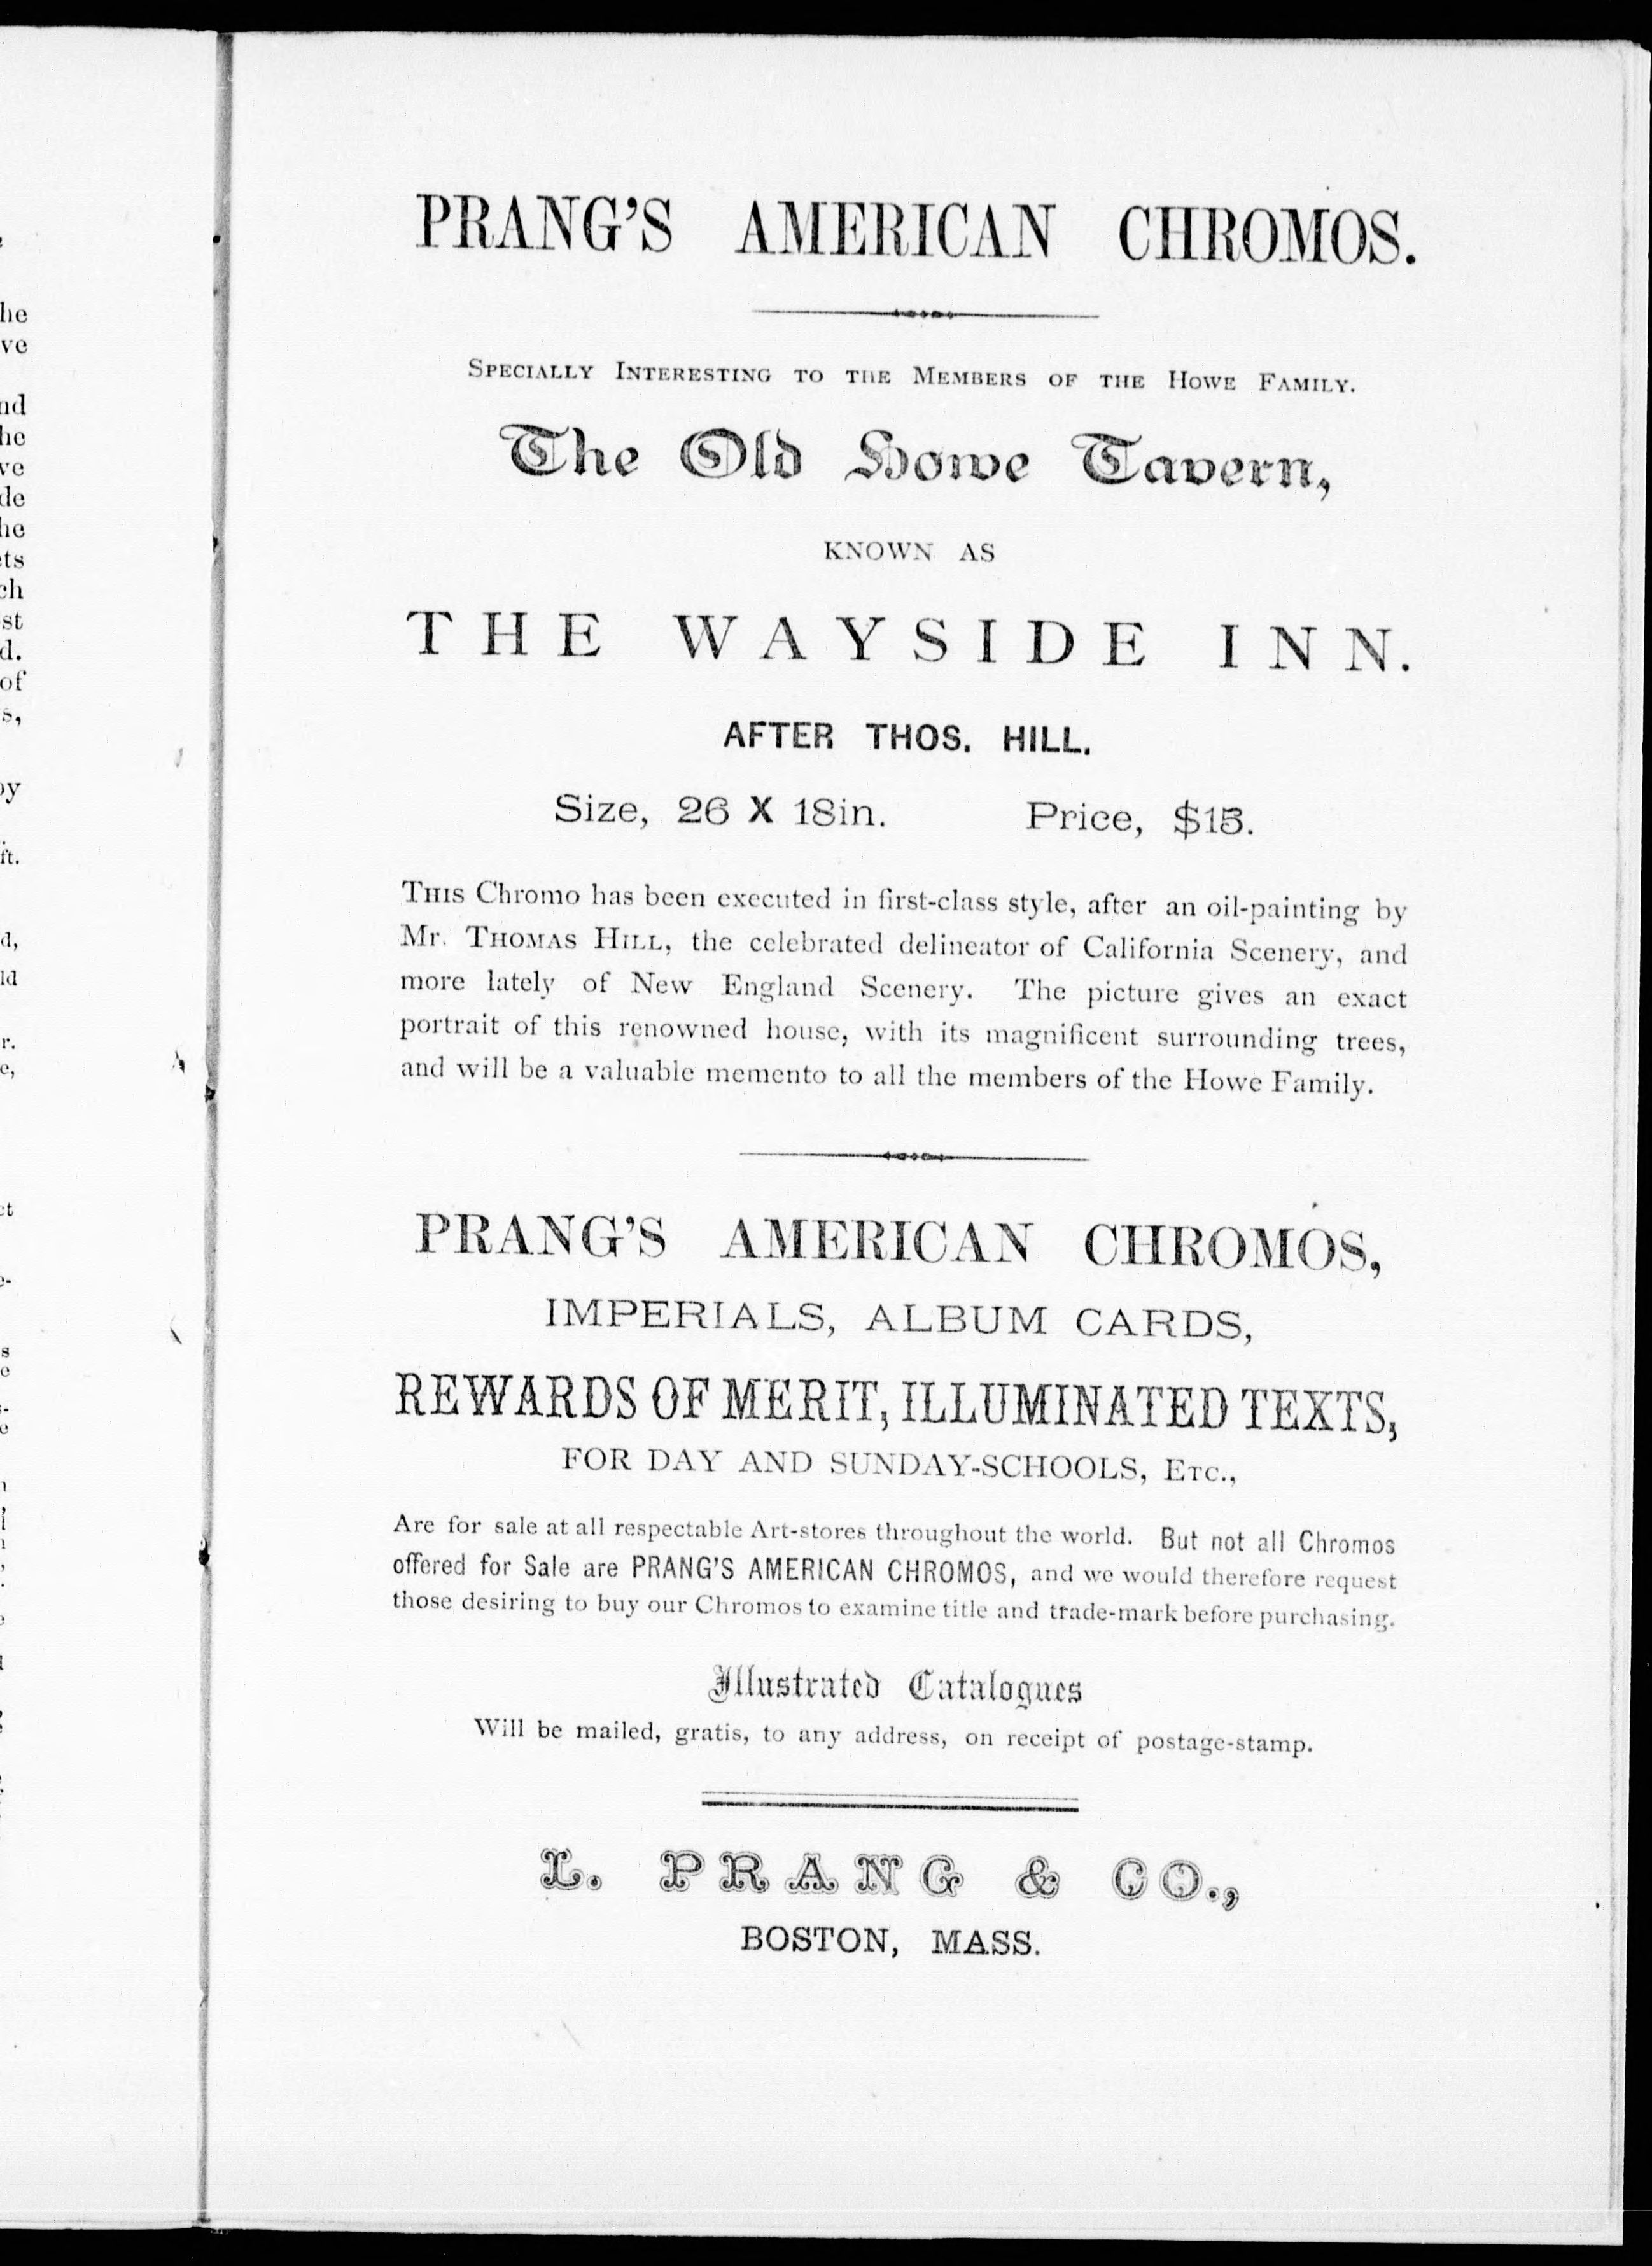 PRANG'S AMERICAN CHROMOS.
SPECIALLY INTERESTING TO THE MEMBERS OF THE HOWE FAMILY.
The Old Howe Tavern,
KNOWN AS
THE WAYSIDE INN.
AFTER THOS. HILL.
Size, 26 X 18in. Price, $15.
THIS Chromo has been executed in first-class style, after an oil-painting by
Mr. THOMAS HILL, the celebrated delineator of California Scenery, and
more lately of New England Scenery. The picture gives an exact
portrait of this renowned house, with its magnificent surrounding trees,
and will be a valuable memento to all the members of the Howe Family.
PRANG'S AMERICAN CHROMOS,
IMPERIALS, ALBUM CARDS,
REWARDS OF MERIT, ILLUMINATED TEXTS,
FOR DAY AND SUNDAY-SCHOOLS, ETC.,
Are for sale at all respectable Art-stores throughout the world. But not all Chromos
offered for Sale are PRANG'S AMERICAN CHROMOS, and we would therefore request
those desiring to buy our Chromos to examine title and trade-mark before purchasing.
Illustrated Catalogues
Will be mailed, gratis, to any address, on receipt of postage-stamp.
L. PRANG & CO.,
BOSTON, MASS.